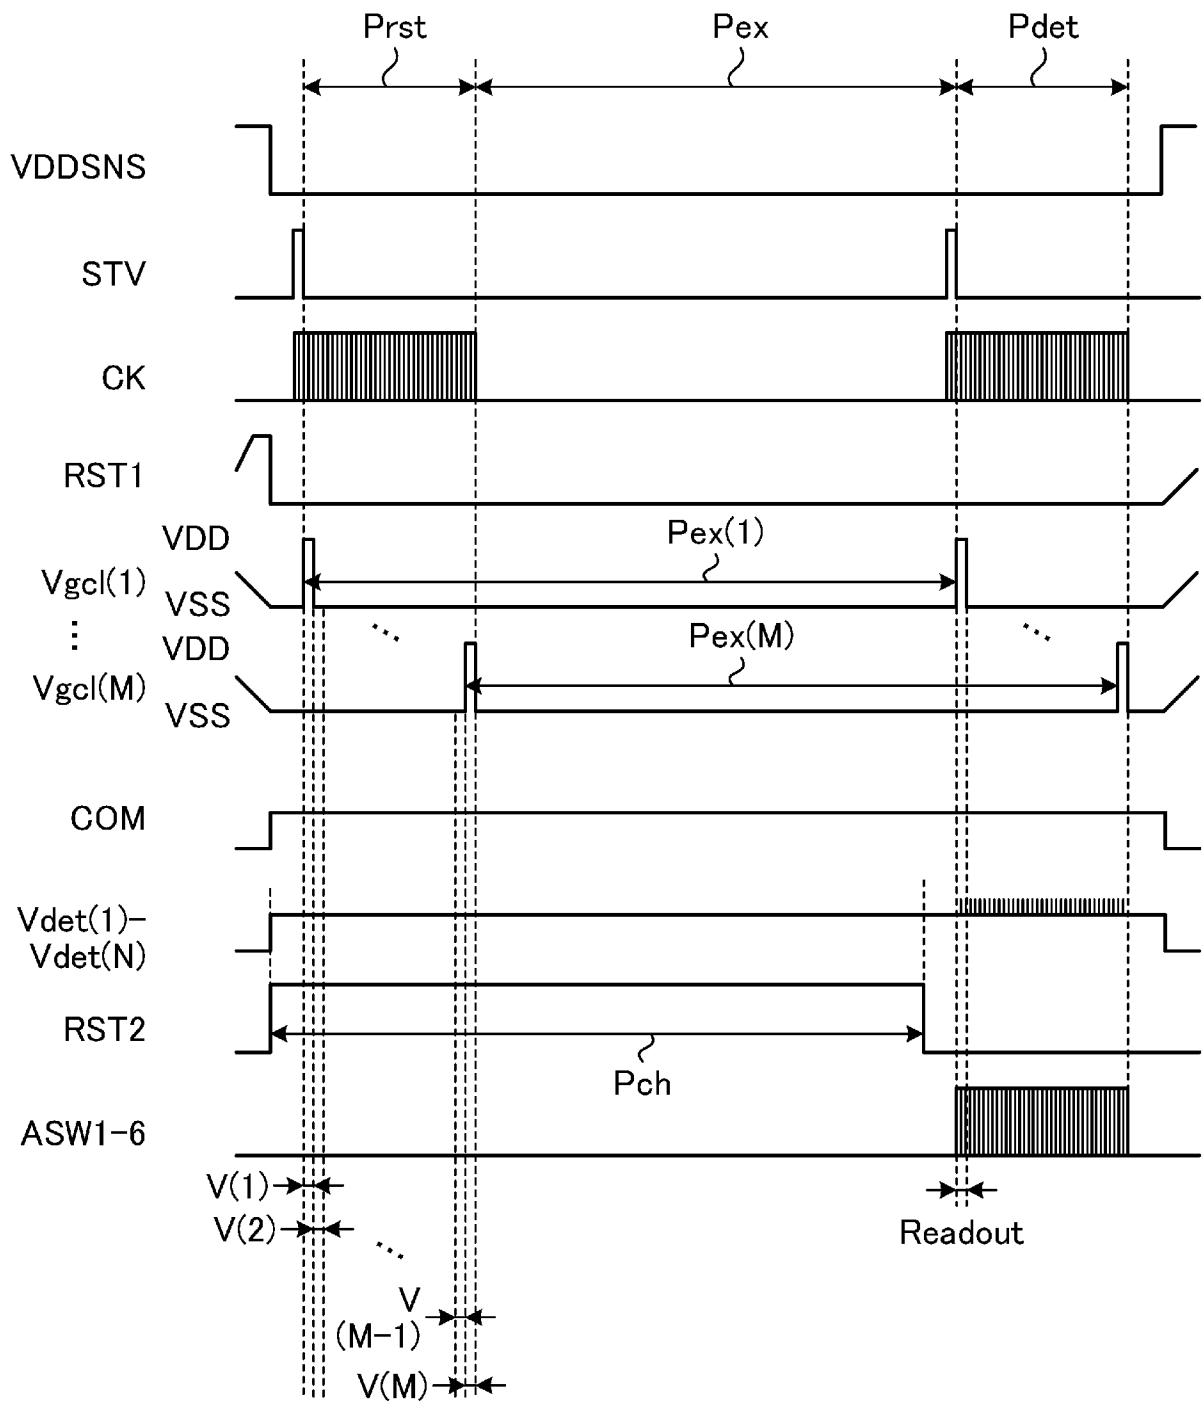 Prst Pex Pdet
VDDSNS
STV
CK
RST1
VDD
Pex(1)
Vgcl(1)
VSS
VDD
Pex(M)
Vgcl(M)
VSS
COM
Vdet(1)−
Vdet(N)
RST2
Pch
ASW1−6
V(1)
V(2)
Readout
V
(M−1)
V(M)